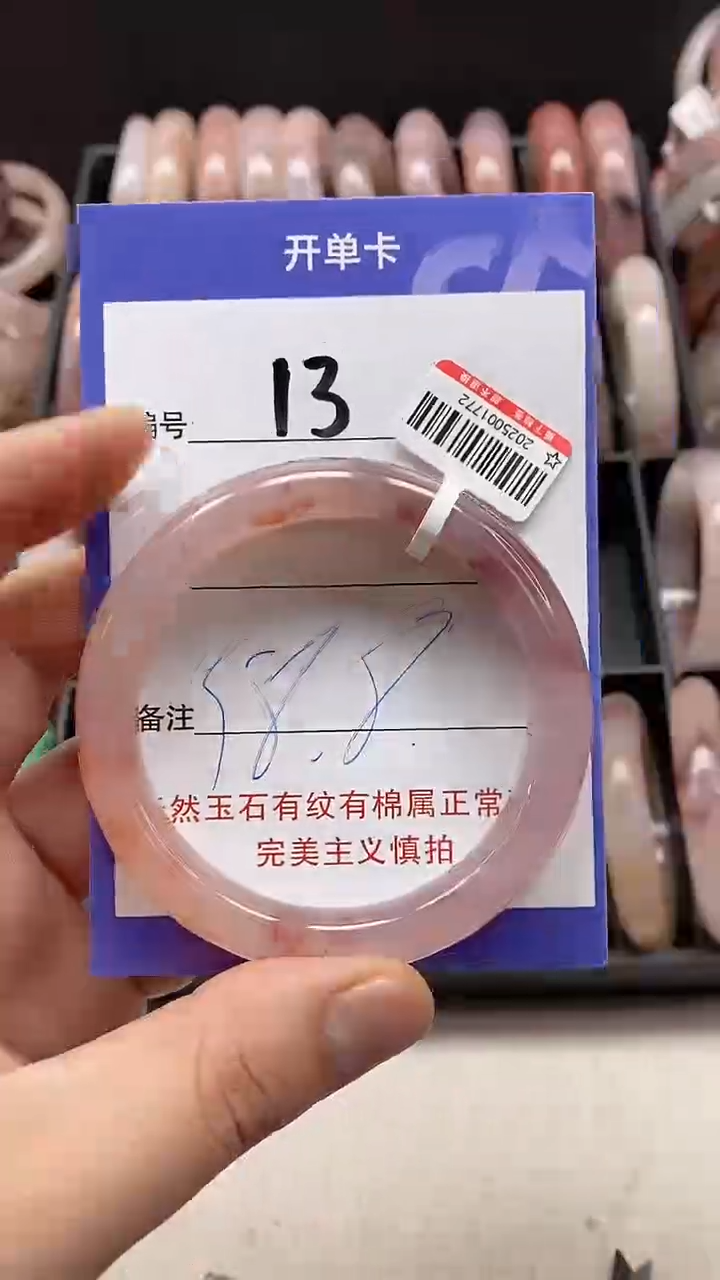 开单卡
编号 13
2025001772
58.8
备注
天然玉石有纹有棉属正常
完美主义慎拍